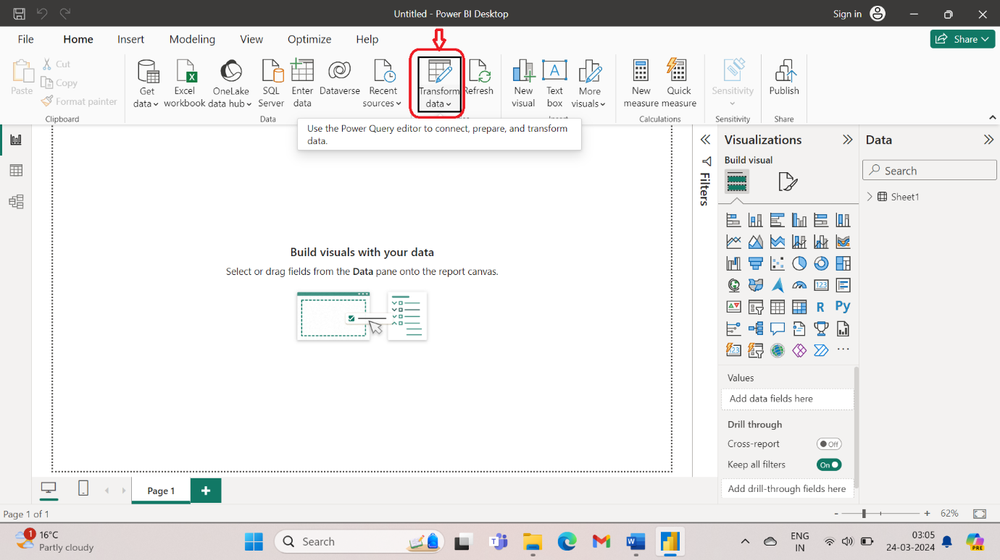 Untitled - Power BI Desktop
Sign in
File
Home
Insert
Modeling
View
Optimize
Help
Share
Paste
Cut
Copy
Format painter
Clipboard
Get
data
Excel
workbook
OneLake
data hub
SQL
Server
Enter
data
Dataverse
Recent
sources
Data
Transform
data
Refresh
New
visual
Text
box
More
visuals
New
measure
Quick
measure
Calculations
Sensitivity
Sensitivity
Publish
Share
Use the Power Query editor to connect, prepare, and transform
data.
Build visuals with your data
Select or drag fields from the Data pane onto the report canvas.
Filters
Visualizations
Build visual
123
R
Py
123
Values
Add data fields here
Drill through
Cross-report
Off
Keep all filters
On
Add drill-through fields here
Data
Search
Sheet1
Page 1
Page 1 of 1
- + 62%
1
16°C
Partly cloudy
Search
ENG
IN
03:05
24-03-2024
PRE